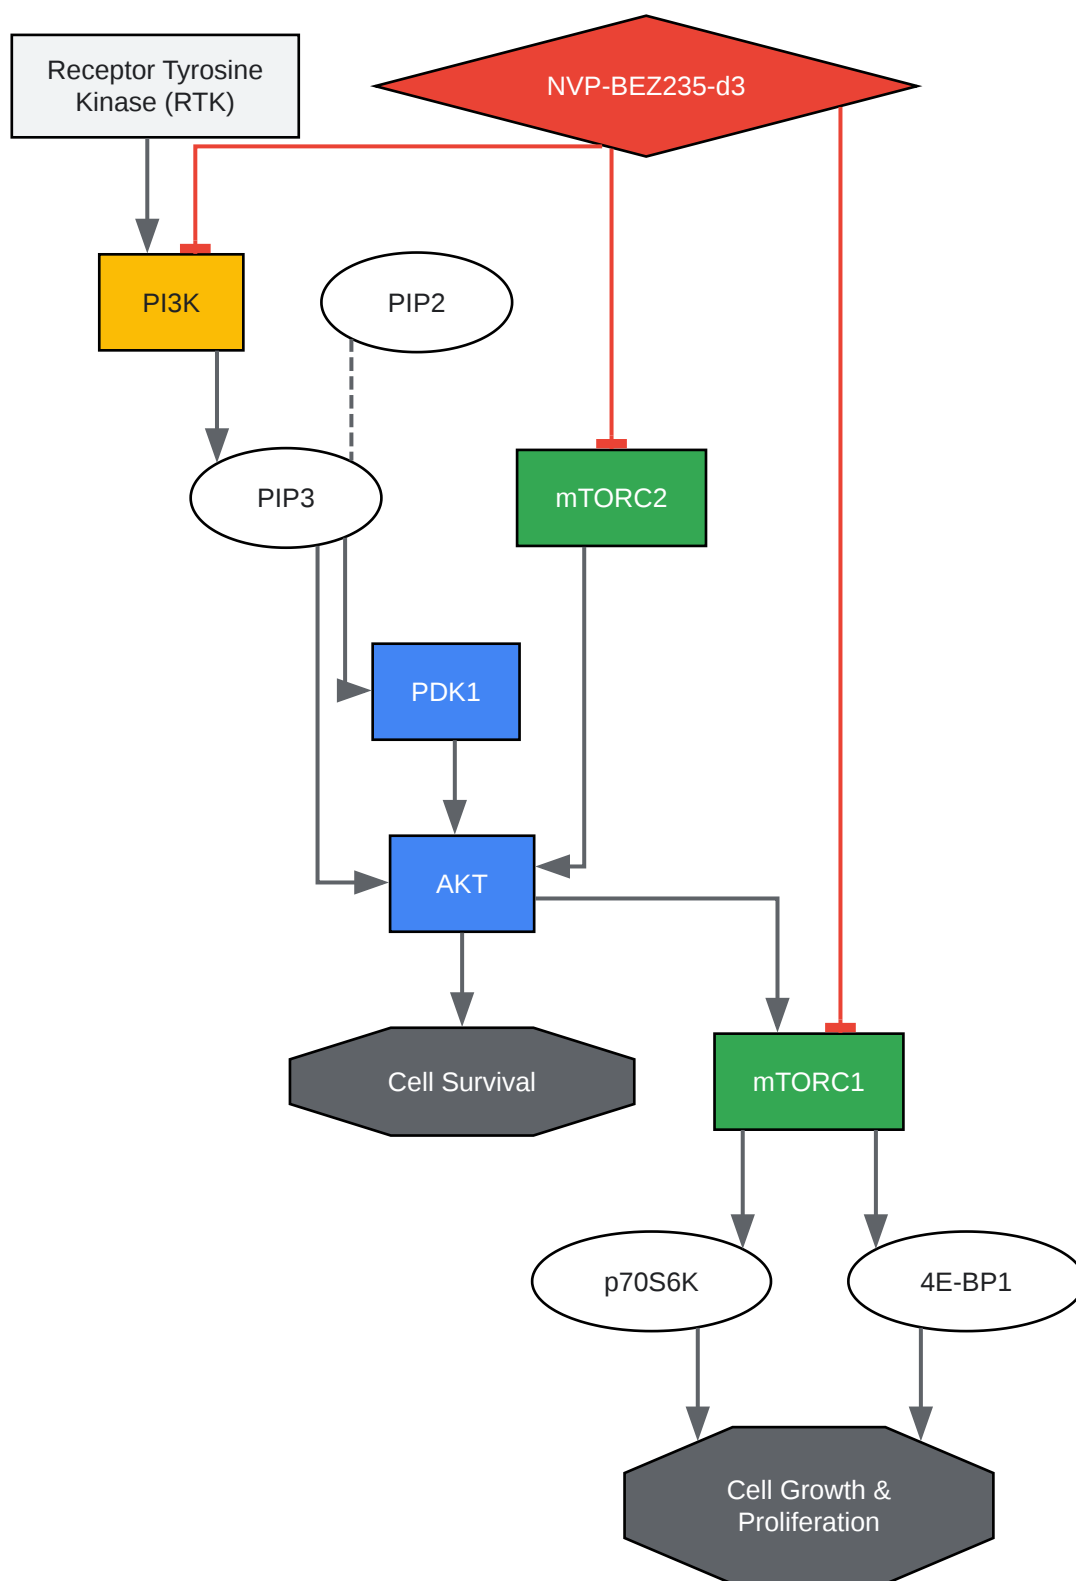 Receptor Tyrosine
Kinase (RTK)
NVP-BEZ235-d3
PI3K
PIP2
PIP3
mTORC2
PDK1
AKT
Cell Survival
mTORC1
p70S6K
4E-BP1
Cell Growth &
Proliferation